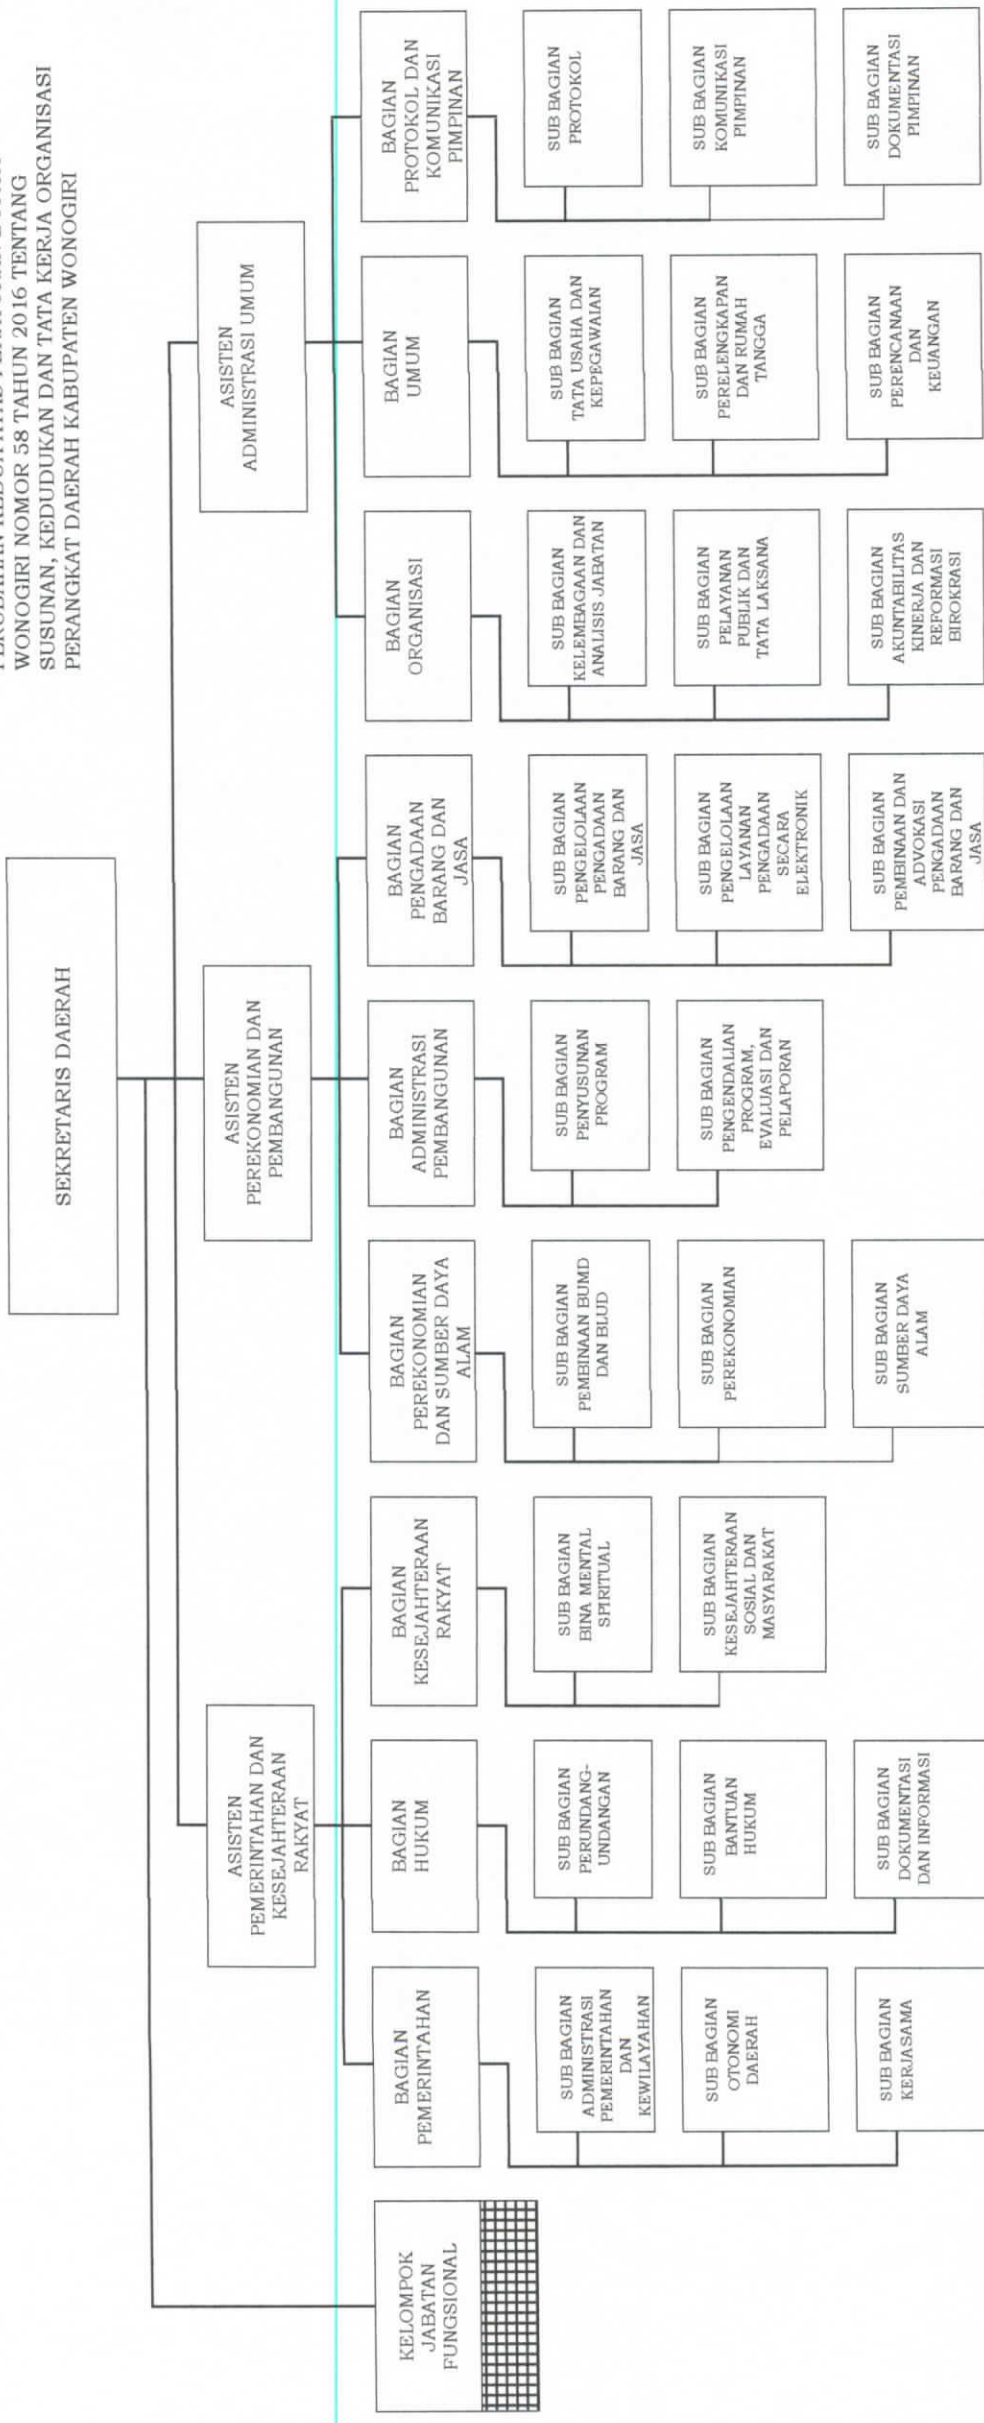 WONOGIRI NOMOR 58 TAHUN 2016 TENTANG
SUSUNAN, KEDUDUKAN DAN TATA KERJA ORGANISASI
PERANGKAT DAERAH KABUPATEN WONOGIRI
SEKRETARIS DAERAH
ASISTEN
PEMERINTAHAN DAN
KESEJAHTERAAN
RAKYAT
ASISTEN
PEREKONOMIAN DAN
PEMBANGUNAN
ASISTEN
ADMINISTRASI UMUM
KELOMPOK
JABATAN
FUNGSIONAL
BAGIAN
PEMERINTAHAN
BAGIAN
HUKUM
BAGIAN
KESEJAHTERAAN
RAKYAT
BAGIAN
PEREKONOMIAN
DAN SUMBER DAYA
ALAM
BAGIAN
ADMINISTRASI
PEMBANGUNAN
BAGIAN
PENGADAAN
BARANG DAN
JASA
BAGIAN
ORGANISASI
BAGIAN
UMUM
BAGIAN
PROTOKOL DAN
KOMUNIKASI
PIMPINAN
SUB BAGIAN
ADMINISTRASI
PEMERINTAHAN
DAN
KEWILAYAHAN
SUB BAGIAN
PERUNDANG-
UNDANGAN
SUB BAGIAN
BINA MENTAL
SPIRITUAL
SUB BAGIAN
PEMBINAAN BUMD
DAN BLUD
SUB BAGIAN
PENYUSUNAN
PROGRAM
SUB BAGIAN
PENGELOLAAN
PENGADAAN
BARANG DAN
JASA
SUB BAGIAN
KELEMBAGAAN DAN
ANALISIS JABATAN
SUB BAGIAN
TATA USAHA DAN
KEPEGAWAIAN
SUB BAGIAN
PROTOKOL
SUB BAGIAN
OTONOMI
DAERAH
SUB BAGIAN
BANTUAN
HUKUM
SUB BAGIAN
KESEJAHTERAAN
SOSIAL DAN
MASYARAKAT
SUB BAGIAN
PEREKONOMIAN
SUB BAGIAN
PENGENDALIAN
PROGRAM,
EVALUASI DAN
PELAPORAN
SUB BAGIAN
PENGELOLAAN
LAYANAN
PENGADAAN
SECARA
ELEKTRONIK
SUB BAGIAN
PELAYANAN
PUBLIK DAN
TATA LAKSANA
SUB BAGIAN
PERELENGKAPAN
DAN RUMAH
TANGGA
SUB BAGIAN
KOMUNIKASI
PIMPINAN
SUB BAGIAN
KERJASAMA
SUB BAGIAN
DOKUMENTASI
DAN INFORMASI
SUB BAGIAN
SUMBER DAYA
ALAM
SUB BAGIAN
PEMBINAAN DAN
ADVOKASI
PENGADAAN
BARANG DAN
JASA
SUB BAGIAN
AKUNTABILITAS
KINERJA DAN
REFORMASI
BIROKRASI
SUB BAGIAN
PERENCANAAN
DAN
KEUANGAN
SUB BAGIAN
DOKUMENTASI
PIMPINAN